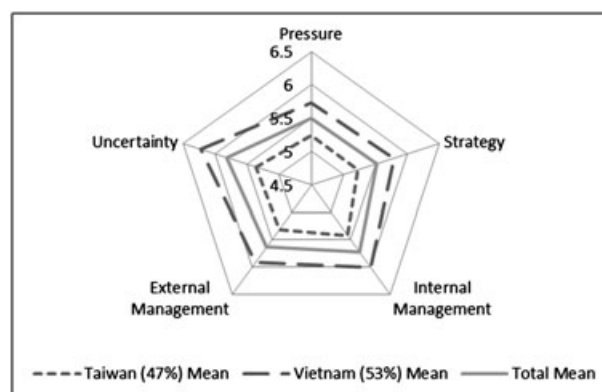 Pressure
6.5
6
5.5
5
4.5
Uncertainty
Strategy
External
Management
Internal
Management
Taiwan (47%) Mean
Vietnam (53%) Mean
Total Mean